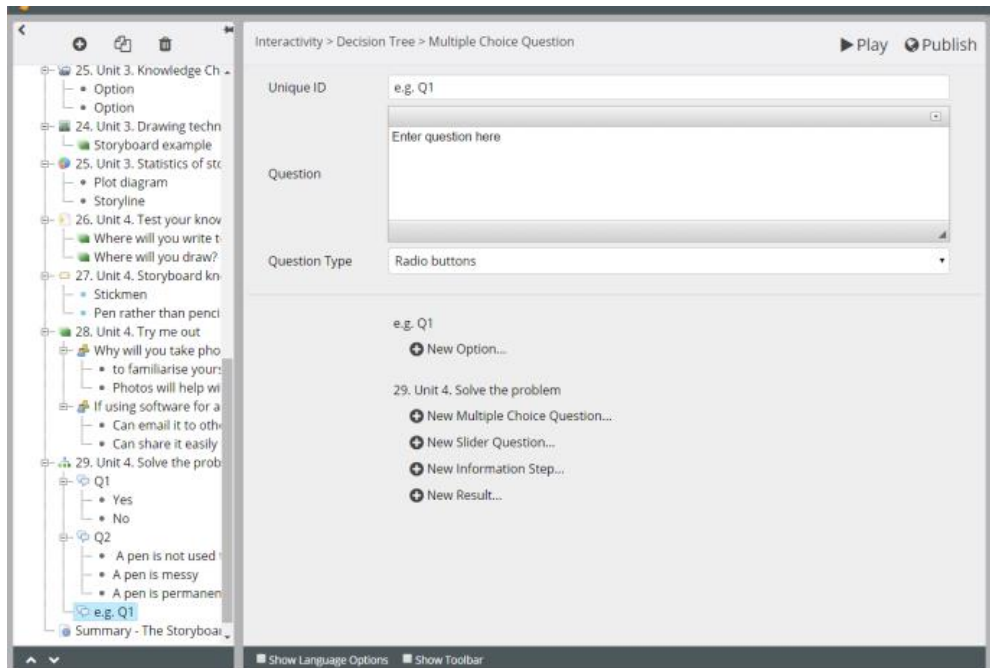 25. Unit 3. Knowledge Ch
Option
Option
24. Unit 3. Drawing techn
Storyboard example
25. Unit 3. Statistics of sto
Plot diagram
Storyline
26. Unit 4. Test your know
Where will you write t
Where will you draw?
27. Unit 4. Storyboard kn
Stickmen
Pen rather than penci
28. Unit 4. Try me out
Why will you take pho
to familiarise yours
Photos will help wi
If using software for a
Can email it to othe
Can share it easily
29. Unit 4. Solve the prob
Q1
Yes
No
Q2
A pen is not used
A pen is messy
A pen is permanen
e.g. Q1
Summary - The Storyboar
Interactivity > Decision Tree > Multiple Choice Question
Play Publish
Unique ID e.g. Q1
Enter question here
Question
Question Type Radio buttons
e.g. Q1
New Option...
29. Unit 4. Solve the problem
New Multiple Choice Question...
New Slider Question...
New Information Step...
New Result...
Show Language Options Show Toolbar